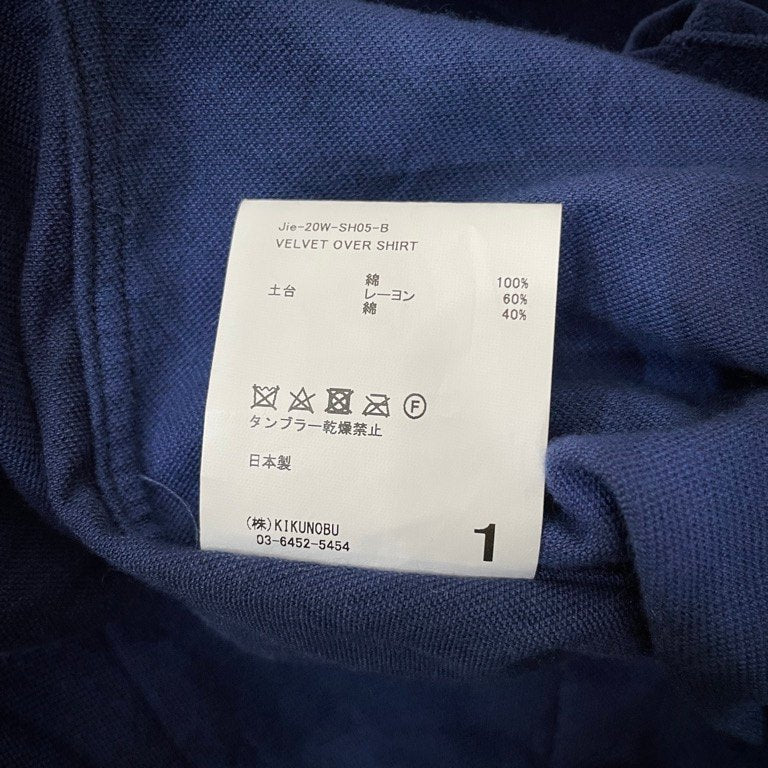 Jie-20W-SH05-B
VELVET OVER SHIRT
綿 100%
土台 レーヨン 60%
綿 40%
F
タンブラー乾燥禁止
日本製
(株)KIKUNOBU
03-6452-5454
1